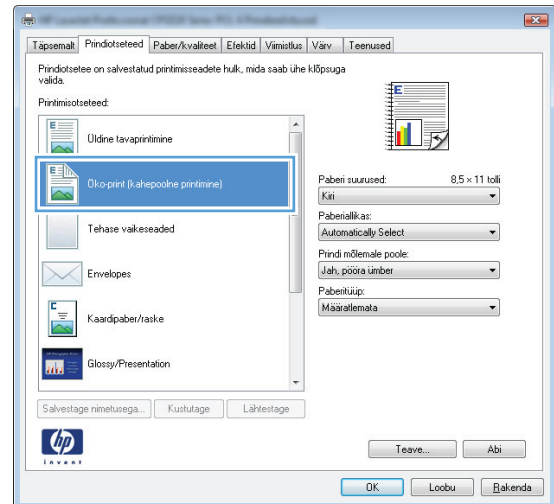 Täpsemalt Prindiotseteed Paber/kvaliteet Efektid Viimistlus Värv Teenused
Prindiotsetee on salvestatud printimisseadete hulk, mida saab ühe klõpsuga
valida.
Printimisotseteed:
Üldine tavaprintimine
Öko-print (kahepoolne printimine)
Tehase vaikeseaded
Envelopes
Kaardipaber/raske
Glossy/Presentation
Salvestage nimetusega... Kustutage Lähtestage
Paberi suurused: 8,5 × 11 tolli
Kiri
Paberiallikas:
Automatically Select
Prindi mõlemale poole:
Jah, pööra ümber
Paberitüüp:
Määratlemata
hp
invent
Teave... Abi
OK Loobu Rakenda